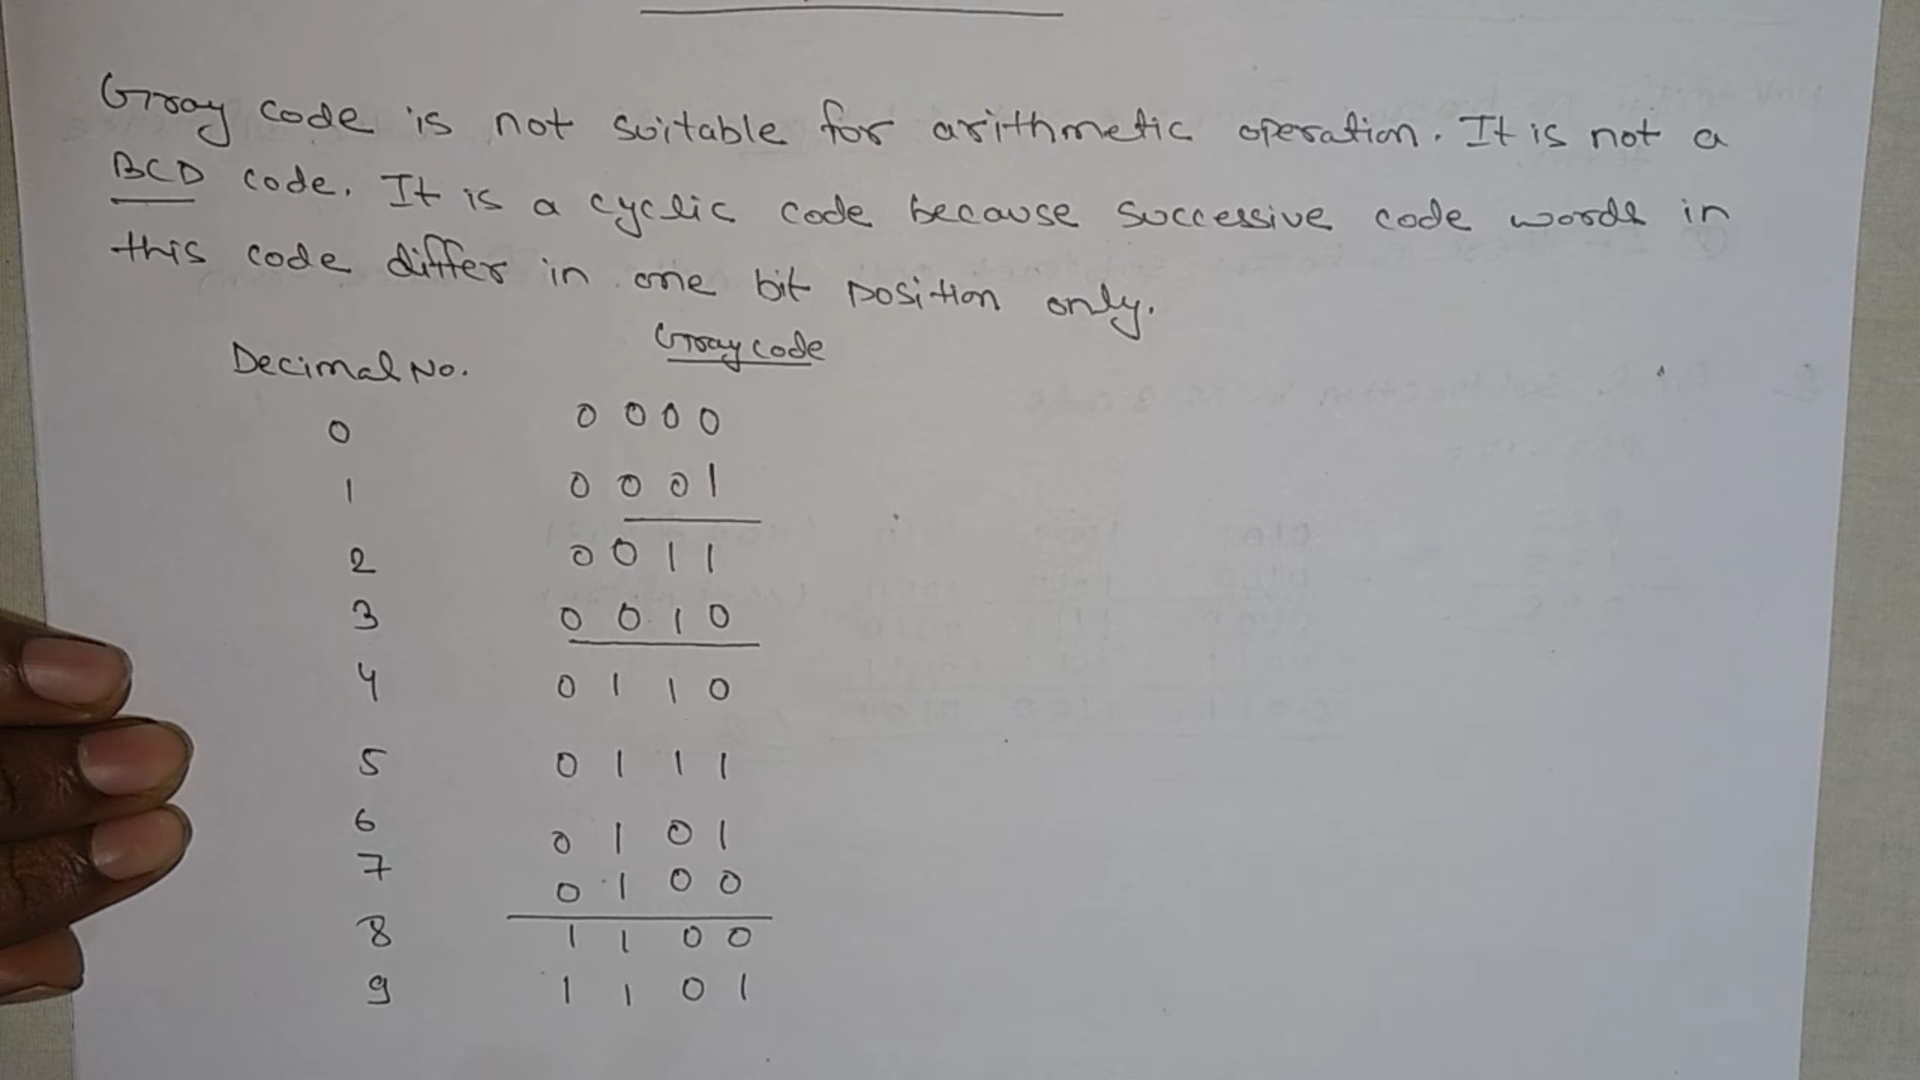 Gray code is not suitable for arithmetic operation. It is not a
BCD code. It is a cyclic code because successive code words in
this code differ in one bit position only.
Decimal No. Gray code
0 0 0 0 0
1 0 0 0 1
2 0 0 1 1
3 0 0 1 0
4 0 1 1 0
5 0 1 1 1
6 0 1 0 1
7 0 1 0 0
8 1 1 0 0
9 1 1 0 1